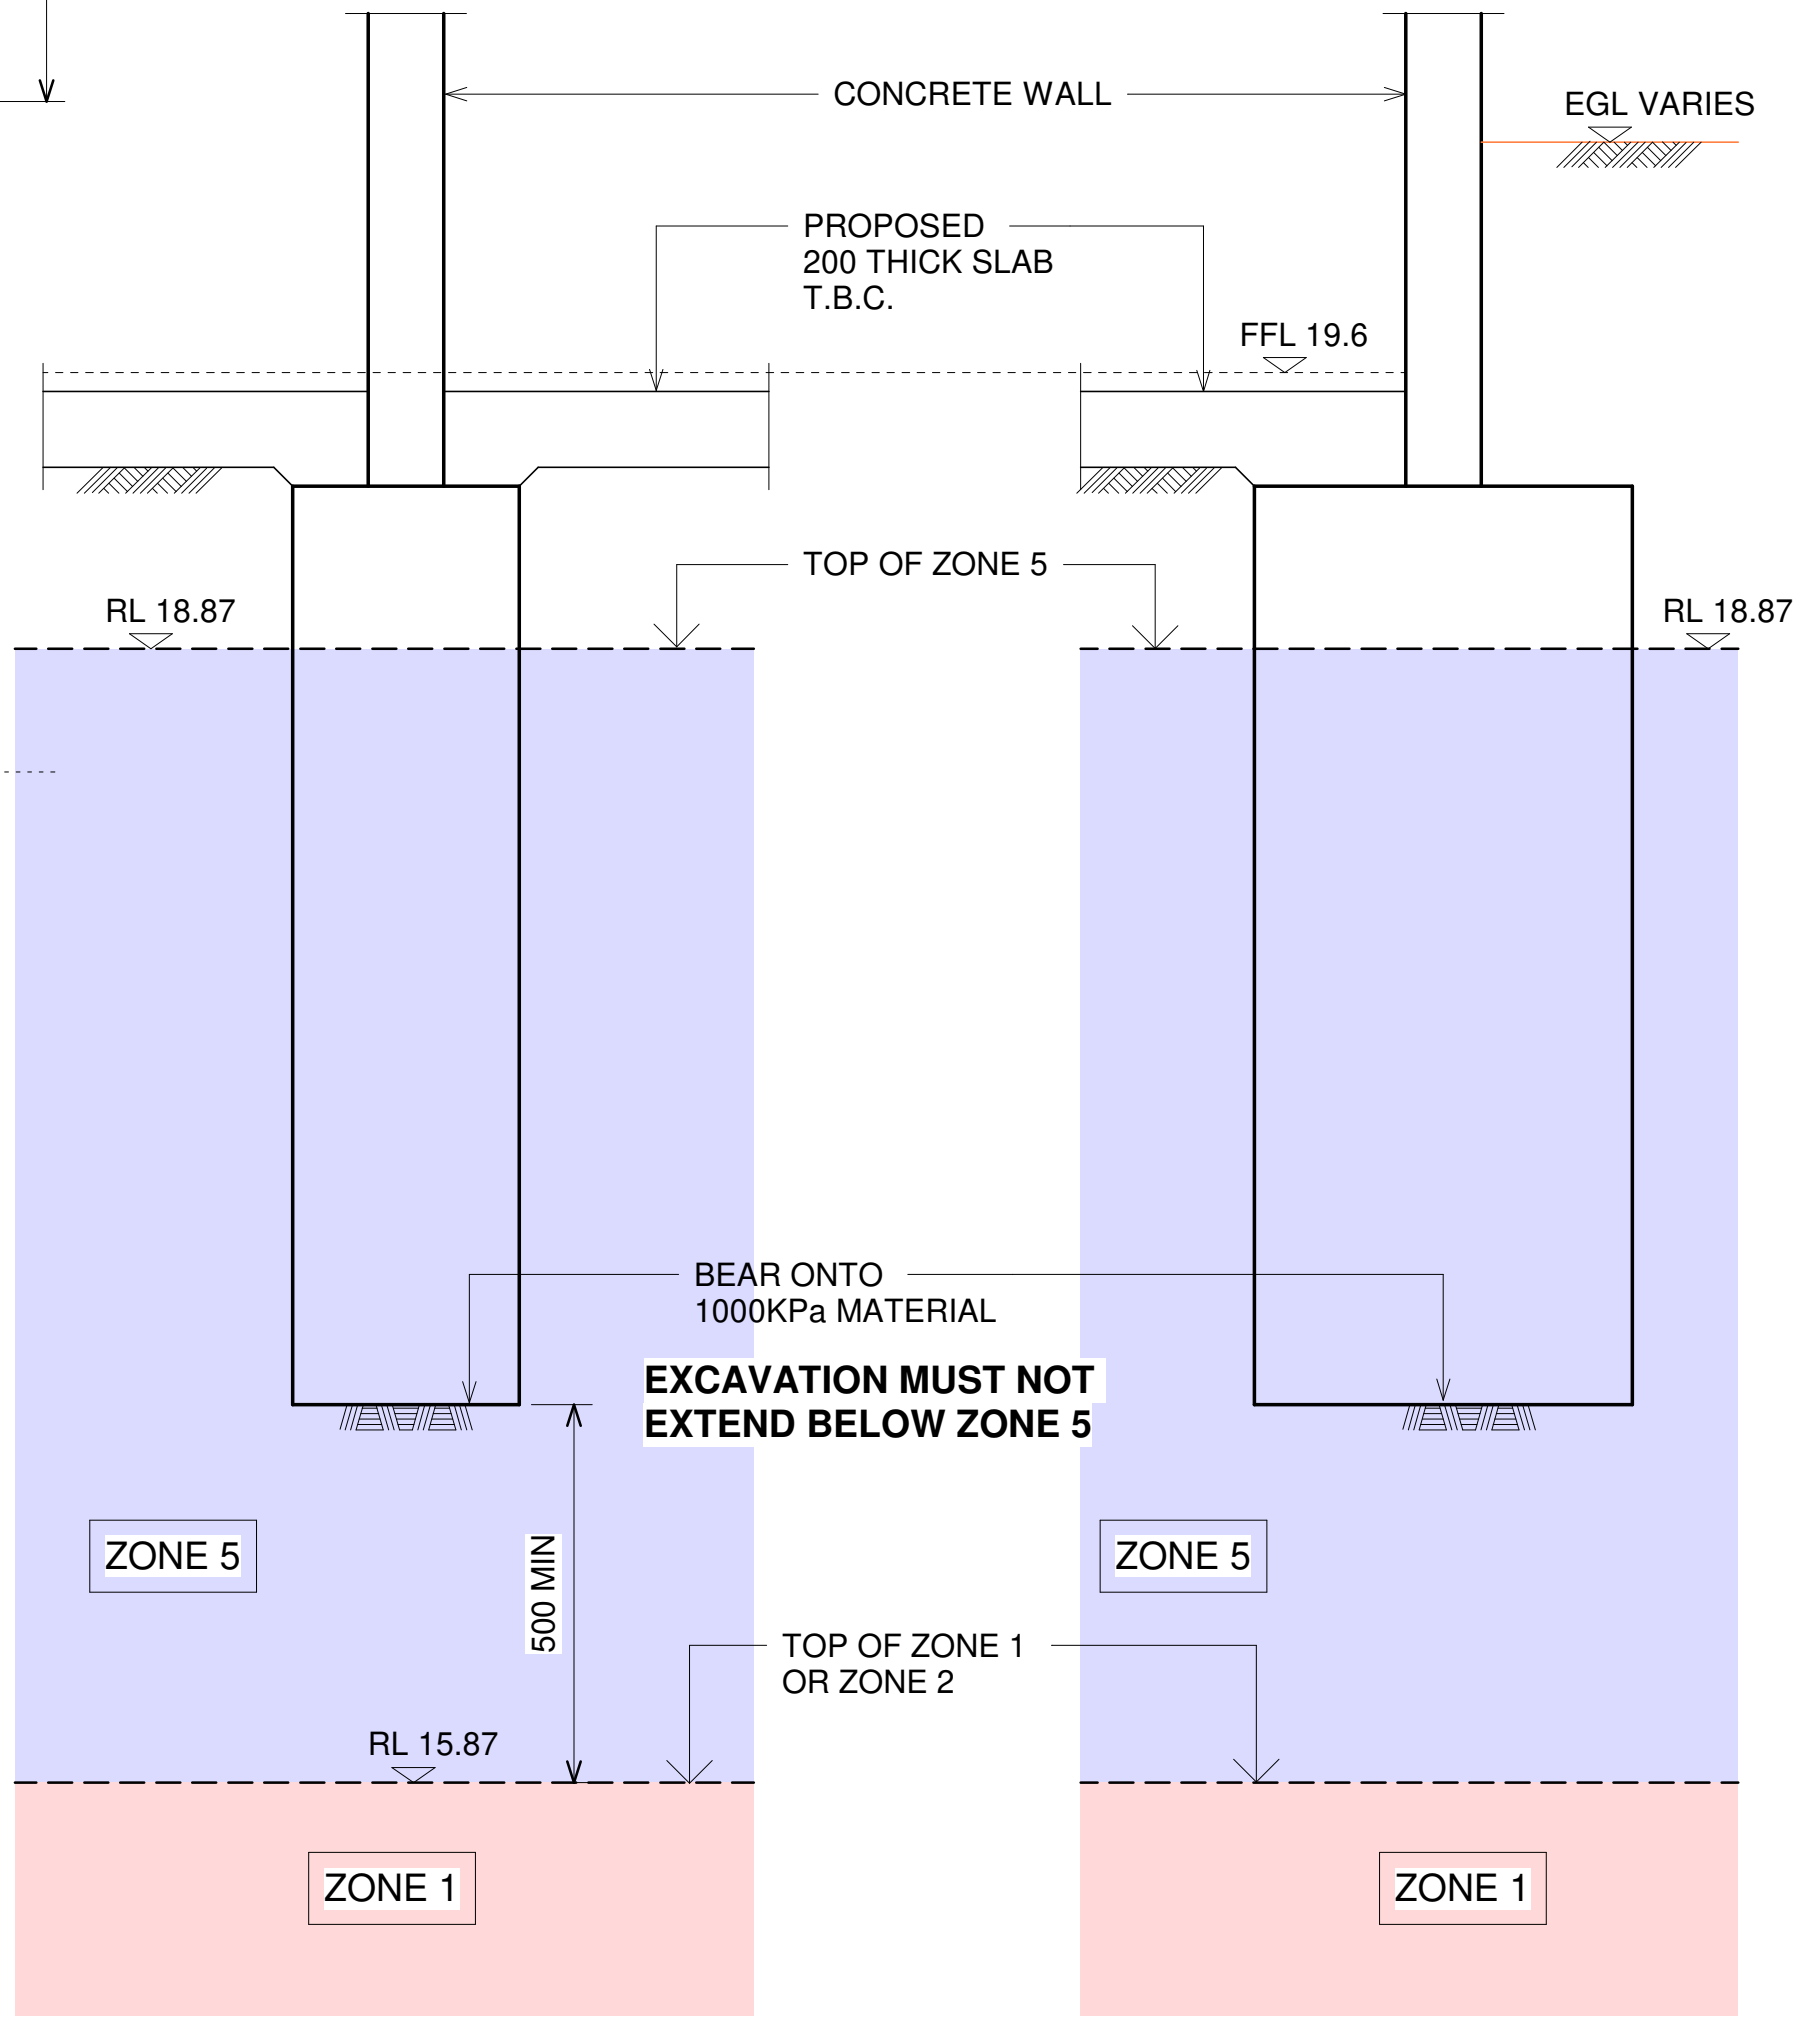 CONCRETE WALL
EGL VARIES
PROPOSED
200 THICK SLAB
T.B.C.
FFL 19.6
TOP OF ZONE 5
RL 18.87
RL 18.87
BEAR ONTO
1000KPa MATERIAL
EXCAVATION MUST NOT
EXTEND BELOW ZONE 5
ZONE 5
ZONE 5
500 MIN
TOP OF ZONE 1
OR ZONE 2
RL 15.87
ZONE 1
ZONE 1